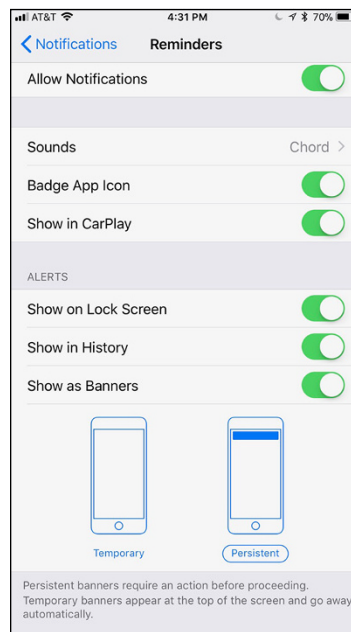 AT&T 4:31 PM 70%
Notifications Reminders
Allow Notifications
Sounds Chord
Badge App Icon
Show in CarPlay
ALERTS
Show on Lock Screen
Show in History
Show as Banners
Temporary Persistent
Persistent banners require an action before proceeding.
Temporary banners appear at the top of the screen and go away
automatically.